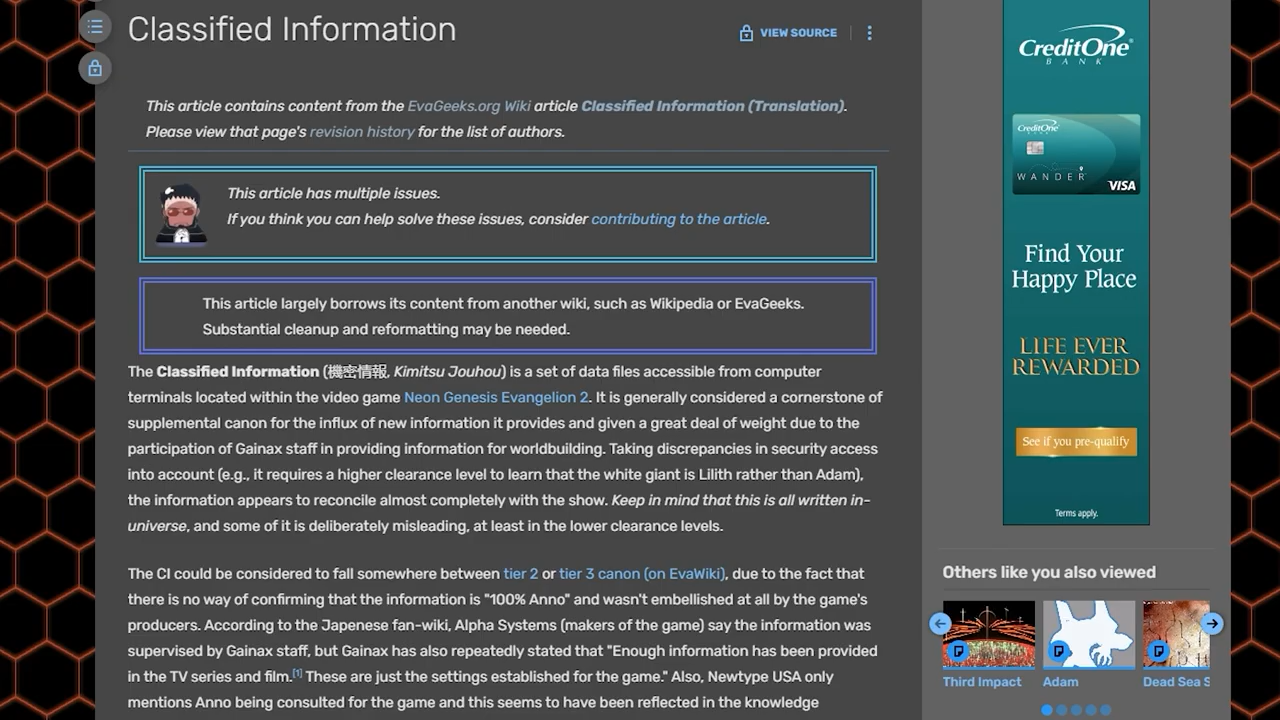 Classified Information
VIEW SOURCE
This article contains content from the EvaGeeks.org Wiki article Classified Information (Translation).
Please view that page's revision history for the list of authors.
This article has multiple issues.
If you think you can help solve these issues, consider contributing to the article.
This article largely borrows its content from another wiki, such as Wikipedia or EvaGeeks.
Substantial cleanup and reformatting may be needed.
The Classified Information (機密情報, Kimitsu Jouhou) is a set of data files accessible from computer
terminals located within the video game Neon Genesis Evangelion 2. It is generally considered a cornerstone of
supplemental canon for the influx of new information it provides and given a great deal of weight due to the
participation of Gainax staff in providing information for worldbuilding. Taking discrepancies in security access
into account (e.g., it requires a higher clearance level to learn that the white giant is Lilith rather than Adam),
the information appears to reconcile almost completely with the show. Keep in mind that this is all written in-
universe, and some of it is deliberately misleading, at least in the lower clearance levels.
The CI could be considered to fall somewhere between tier 2 or tier 3 canon (on EvaWiki), due to the fact that
there is no way of confirming that the information is "100% Anno" and wasn't embellished at all by the game's
producers. According to the Japenese fan-wiki, Alpha Systems (makers of the game) say the information was
supervised by Gainax staff, but Gainax has also repeatedly stated that "Enough information has been provided
in the TV series and film.[1] These are just the settings established for the game." Also, Newtype USA only
mentions Anno being consulted for the game and this seems to have been reflected in the knowledge
CreditOne
BANK
CreditOne
WANDER
VISA
Find Your
Happy Place
LIFE EVER
REWARDED
See if you pre-qualify
Terms apply.
Others like you also viewed
Third Impact
Adam
Dead Sea S